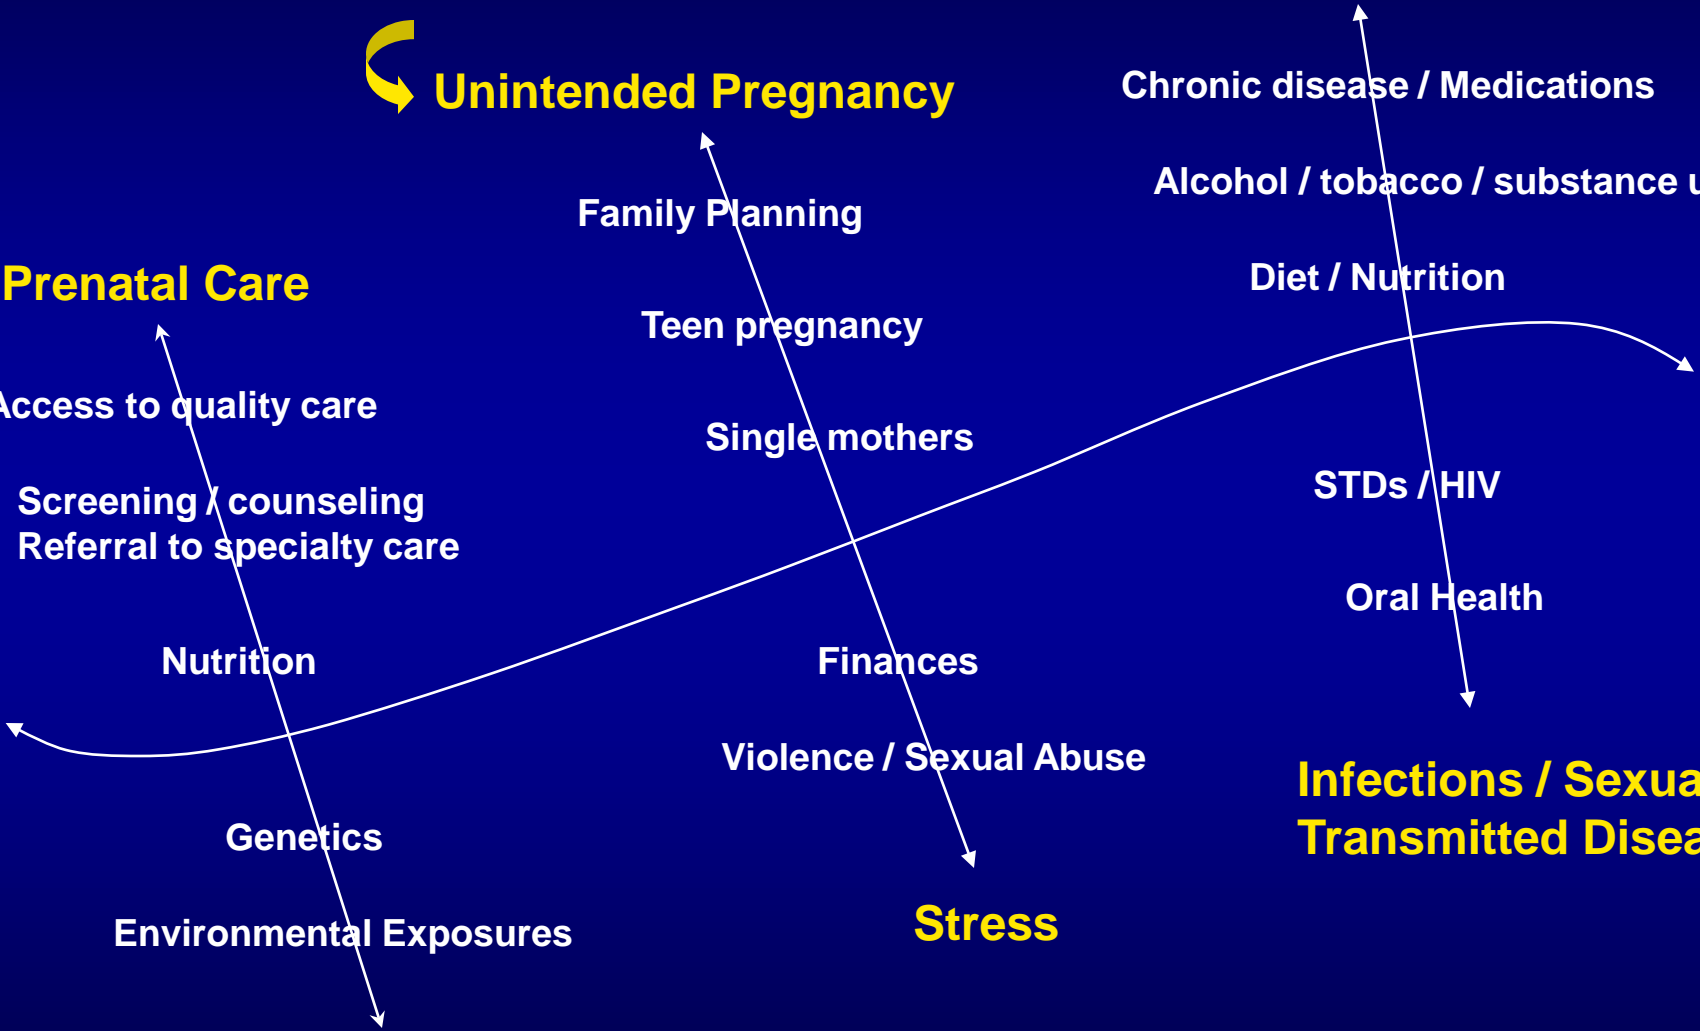 Unintended Pregnancy
Family Planning
Teen pregnancy
Single mothers
Finances
Violence / Sexual Abuse
Stress
Prenatal Care
Access to quality care
Screening / counseling
Referral to specialty care
Nutrition
Genetics
Environmental Exposures
Chronic disease / Medications
Alcohol / tobacco / substance
Diet / Nutrition
STDs / HIV
Oral Health
Infections /
Transmitted